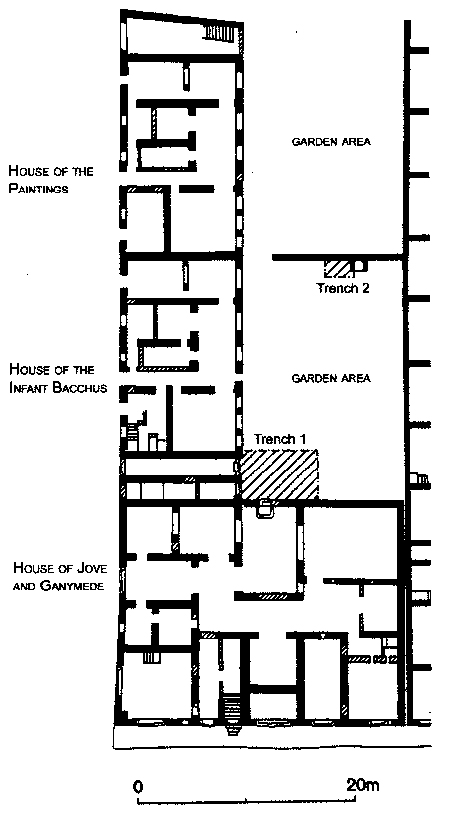 GARDEN AREA
HOUSE OF THE
PAINTINGS
Trench 2
HOUSE OF THE
INFANT BACCHUS
GARDEN AREA
Trench 1
HOUSE OF JOVE
AND GANYMEDE
0 20m